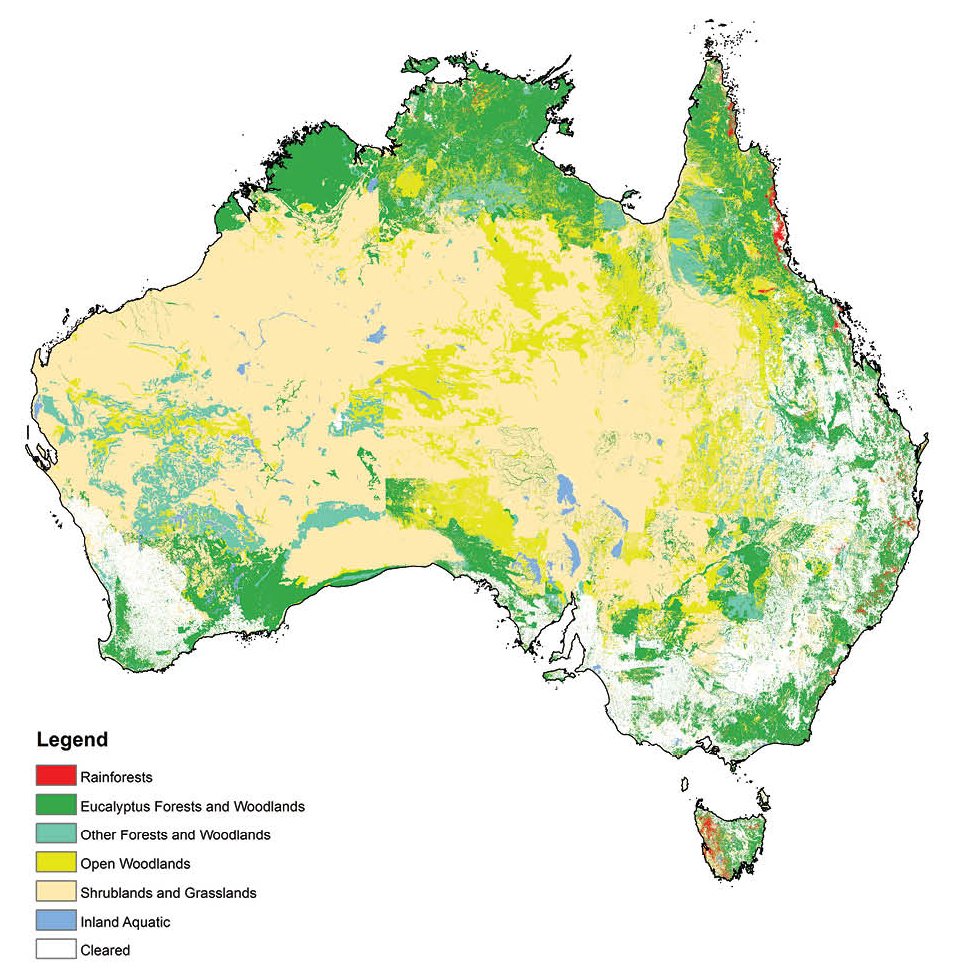 Legend
Rainforests
Eucalyptus Forests and Woodlands
Other Forests and Woodlands
Open Woodlands
Shrublands and Grasslands
Inland Aquatic
Cleared